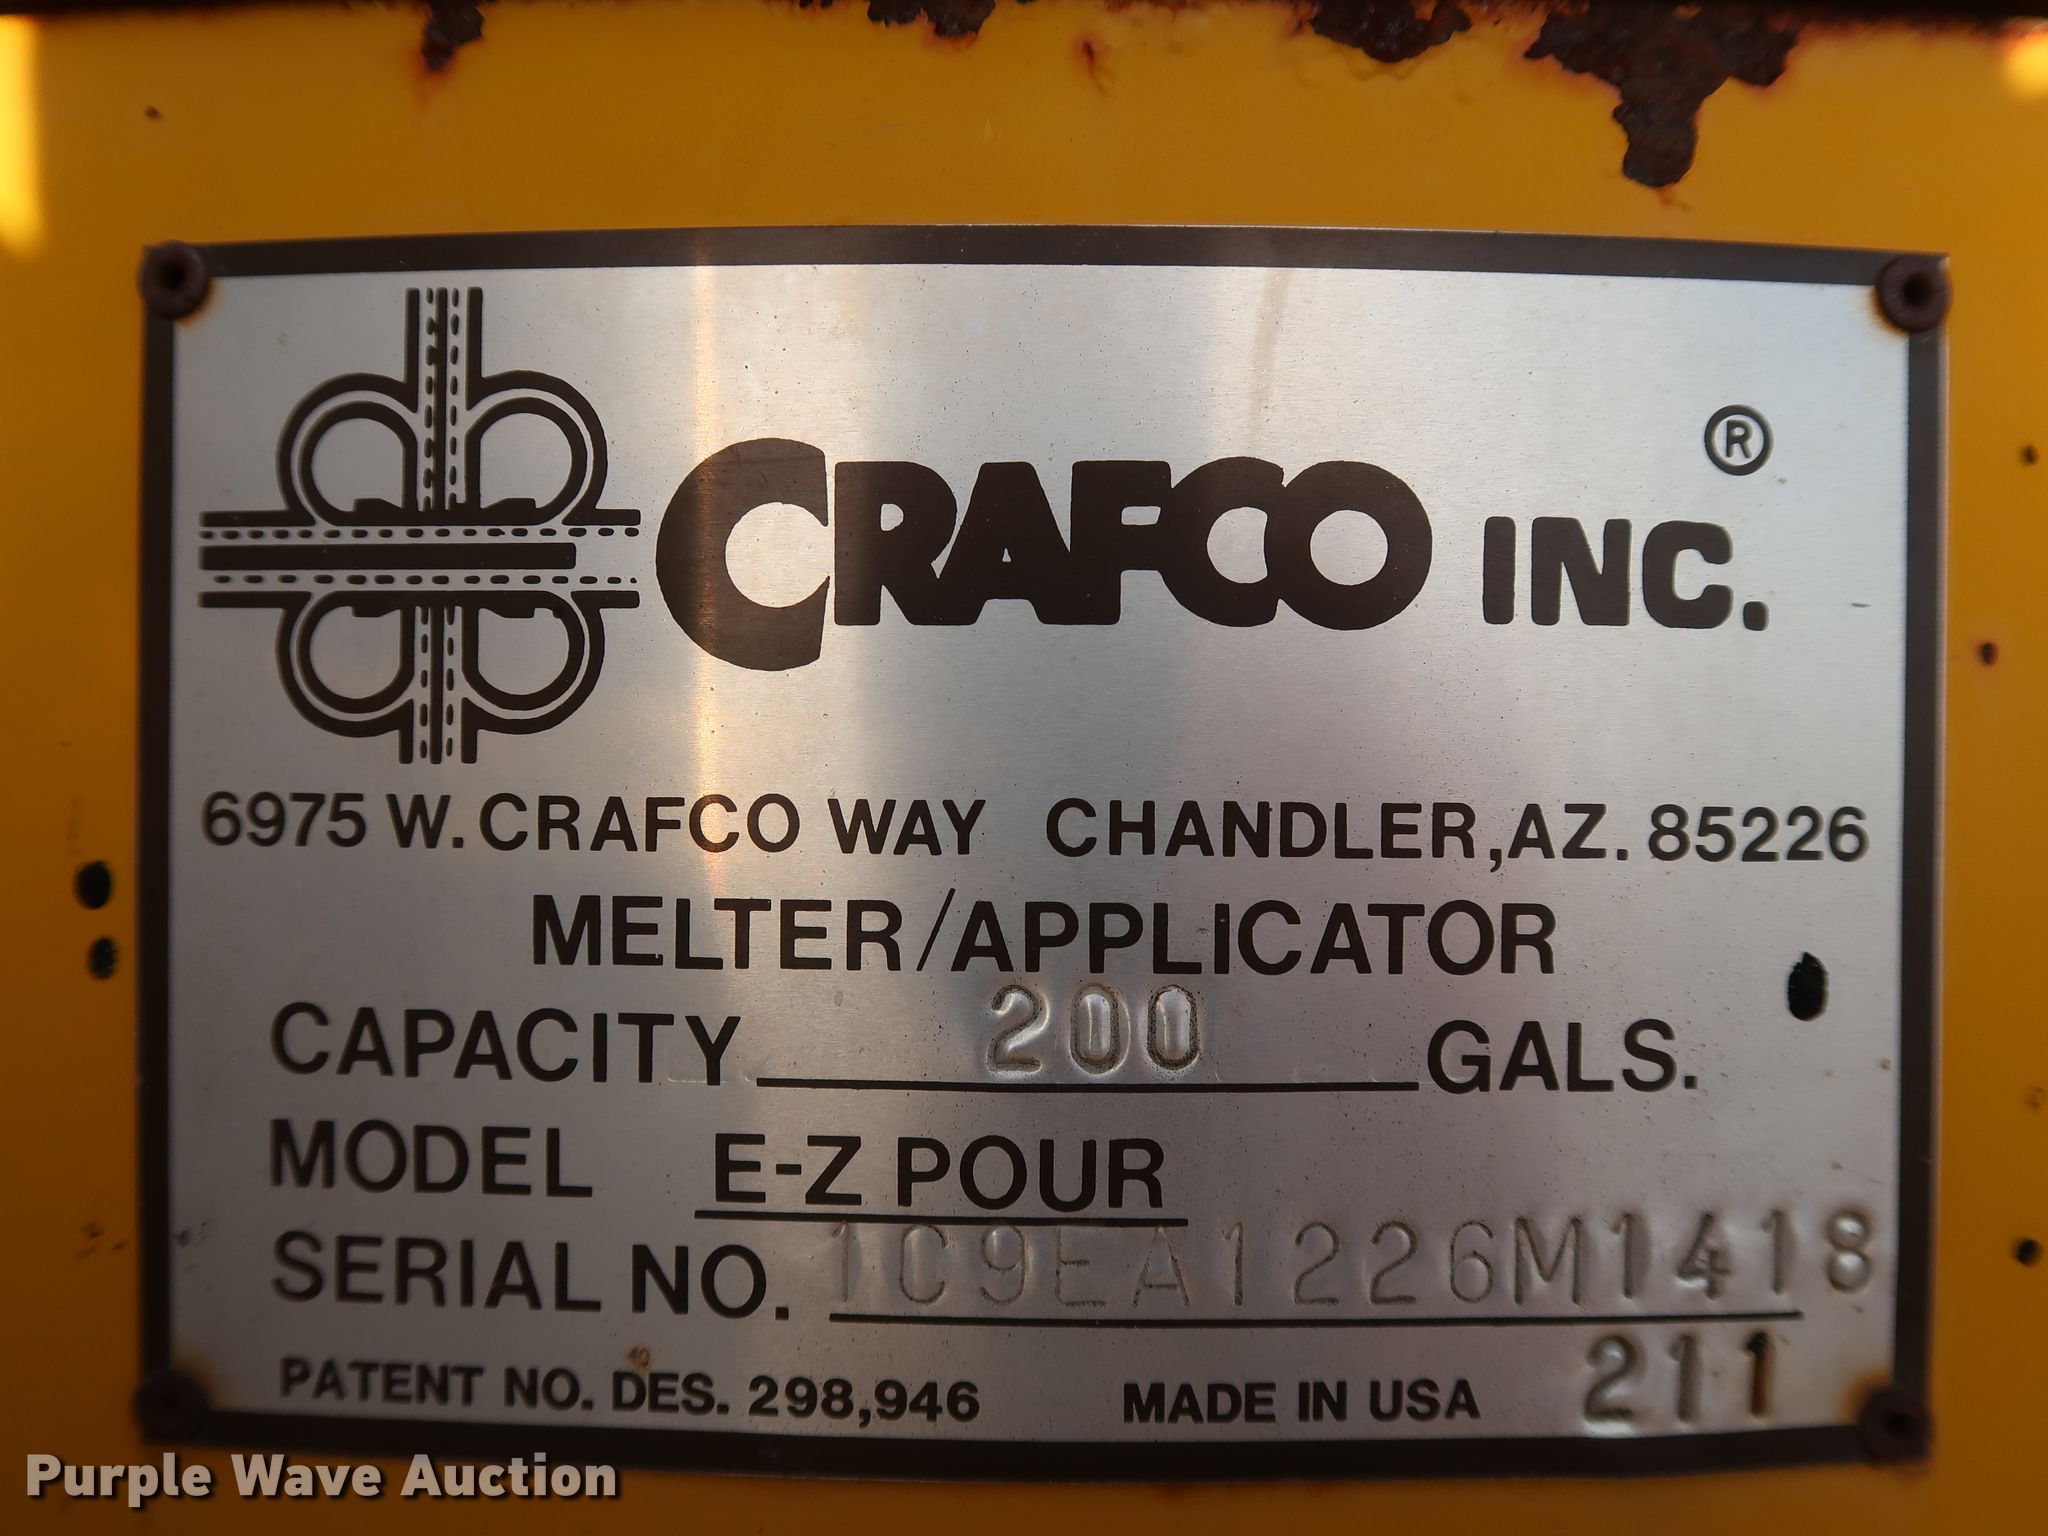 CRAFCO INC. ®
6975 W. CRAFCO WAY CHANDLER, AZ. 85226
MELTER/APPLICATOR
CAPACITY 200 GALS.
MODEL E-Z POUR
SERIAL NO. 1C9EA1226M1418
211
PATENT NO. DES. 298,946 MADE IN USA
Purple Wave Auction